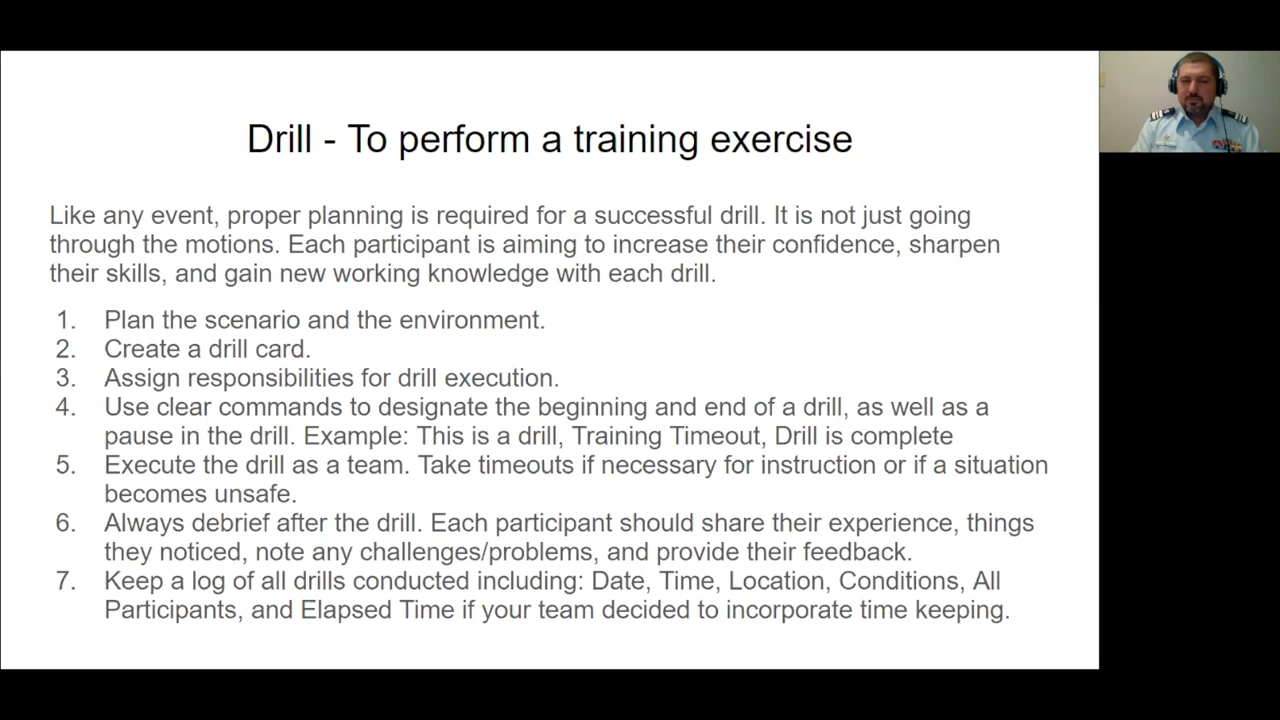 Drill - To perform a training exercise
Like any event, proper planning is required for a successful drill. It is not just going
through the motions. Each participant is aiming to increase their confidence, sharpen
their skills, and gain new working knowledge with each drill.
1. Plan the scenario and the environment.
2. Create a drill card.
3. Assign responsibilities for drill execution.
4. Use clear commands to designate the beginning and end of a drill, as well as a
pause in the drill. Example: This is a drill, Training Timeout, Drill is complete
5. Execute the drill as a team. Take timeouts if necessary for instruction or if a situation
becomes unsafe.
6. Always debrief after the drill. Each participant should share their experience, things
they noticed, note any challenges/problems, and provide their feedback.
7. Keep a log of all drills conducted including: Date, Time, Location, Conditions, All
Participants, and Elapsed Time if your team decided to incorporate time keeping.